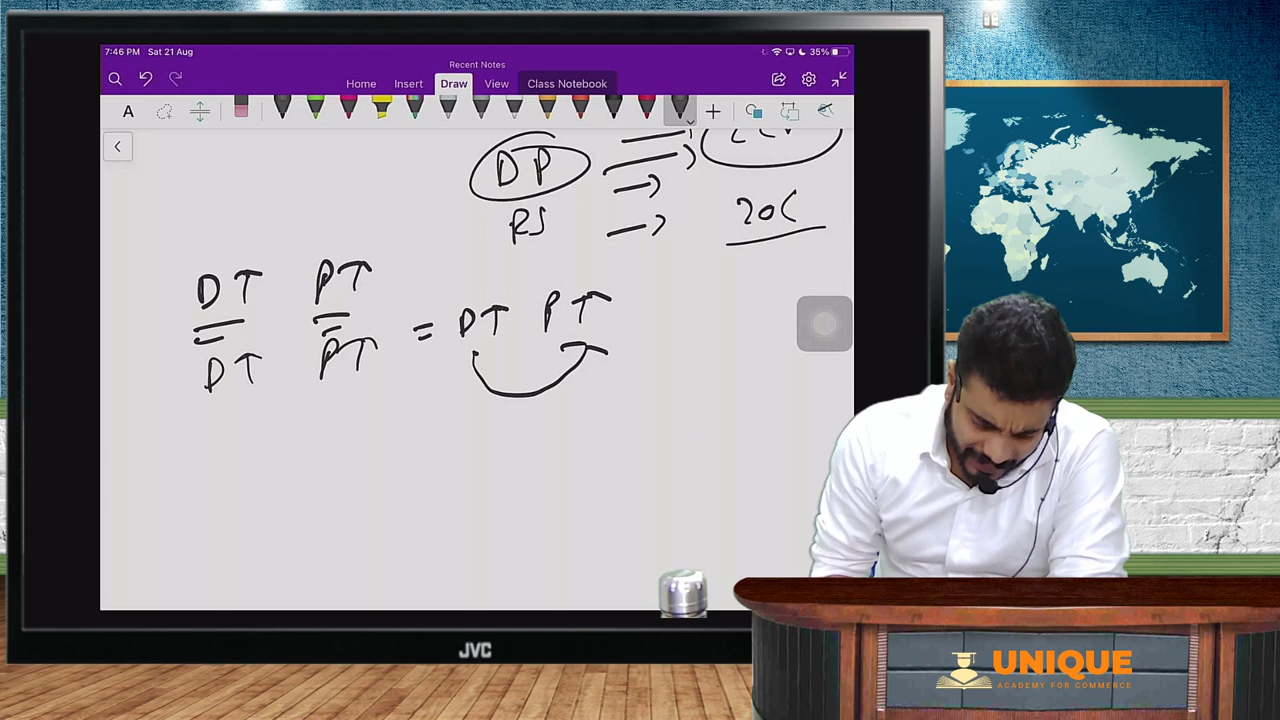 7:46 PM Sat 21 Aug
35%
Recent Notes
Home Insert Draw View Class Notebook
A
DP
RS
DT PT
DT PT
= DT PT
JVC
UNIQUE
ACADEMY FOR COMMERCE